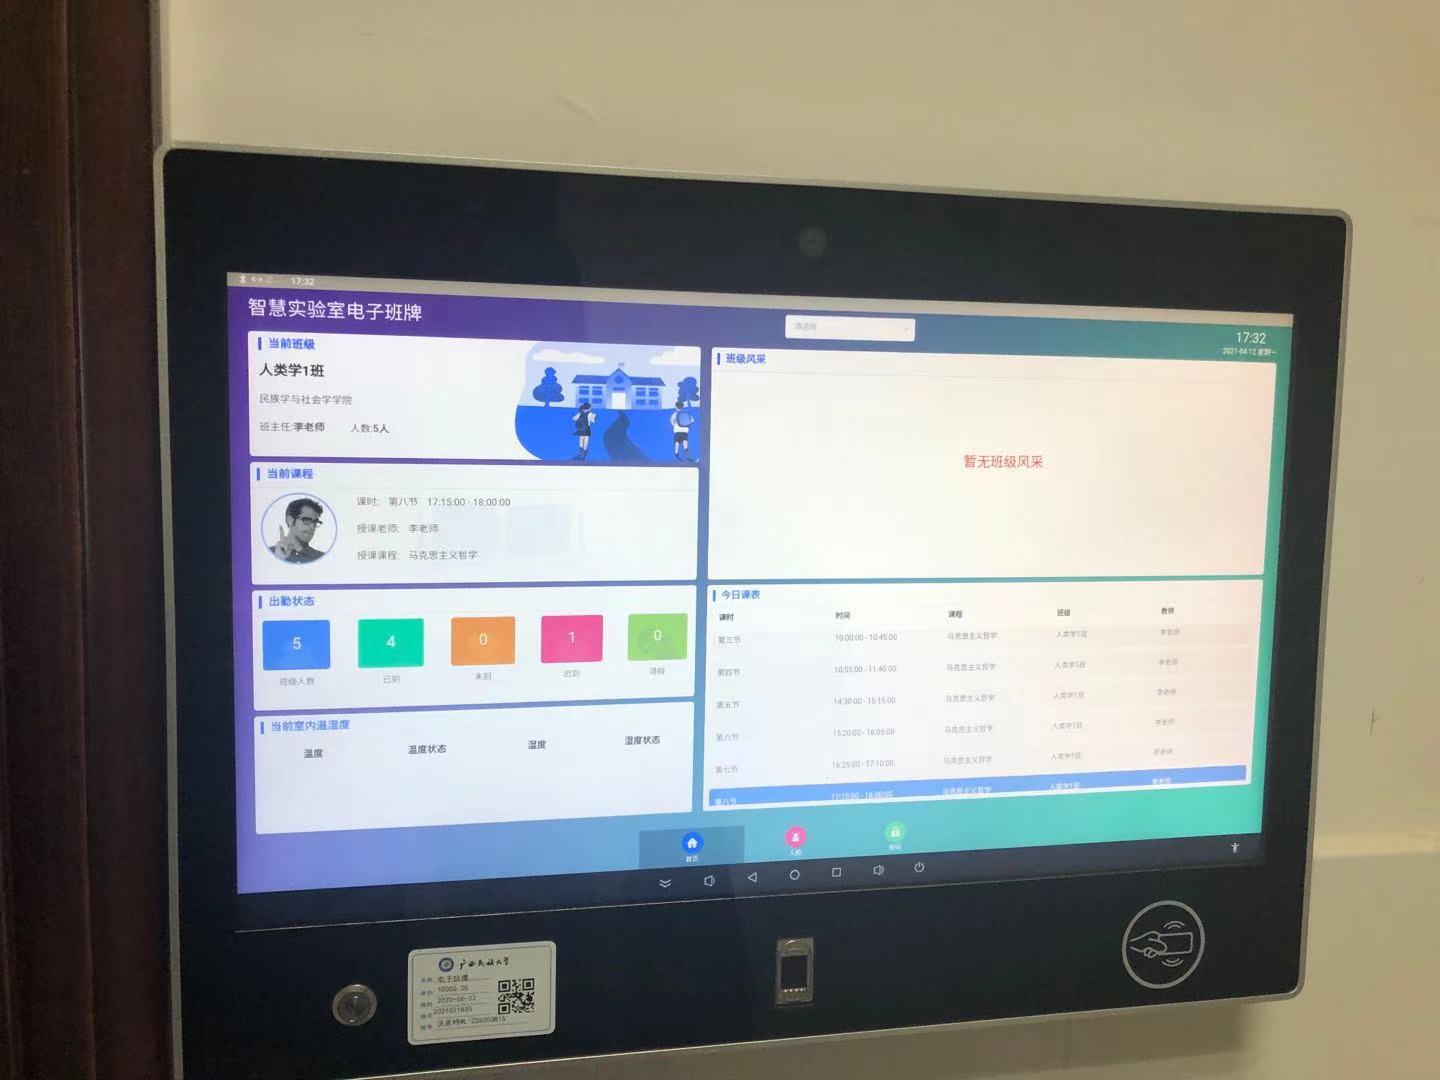 17:32
智慧实验室电子班牌
请选择
17:32
2021-04-12 星期一
当前班级
人类学1班
民族学与社会学学院
班主任:李老师 人数:5人
班级风采
暂无班级风采
当前课程
课时: 第八节 17:15:00 - 18:00:00
授课老师: 李老师
授课课程: 马克思主义哲学
出勤状态
5 4 0 1 0
班级人数 已到 未到 迟到 请假
当前室内温湿度
温度 温度状态 湿度 湿度状态
今日课表
课时 时间 课程 班级 教师
第三节 10:00:00 - 10:45:00 马克思主义哲学 人类学1班 李老师
第四节 10:55:00 - 11:40:00 马克思主义哲学 人类学1班 李老师
第五节 14:30:00 - 15:15:00 马克思主义哲学 人类学1班 李老师
第六节 15:20:00 - 16:05:00 马克思主义哲学 人类学1班 李老师
第七节 16:25:00 - 17:10:00 马克思主义哲学 人类学1班 李老师
第八节 17:15:00 - 18:00:00 马克思主义哲学 人类学1班 李老师
首页 人脸 密码
广西民族大学
名称 电子班牌
单价 10000.00
2020-06-22
2021021835
型号 沃克特帆